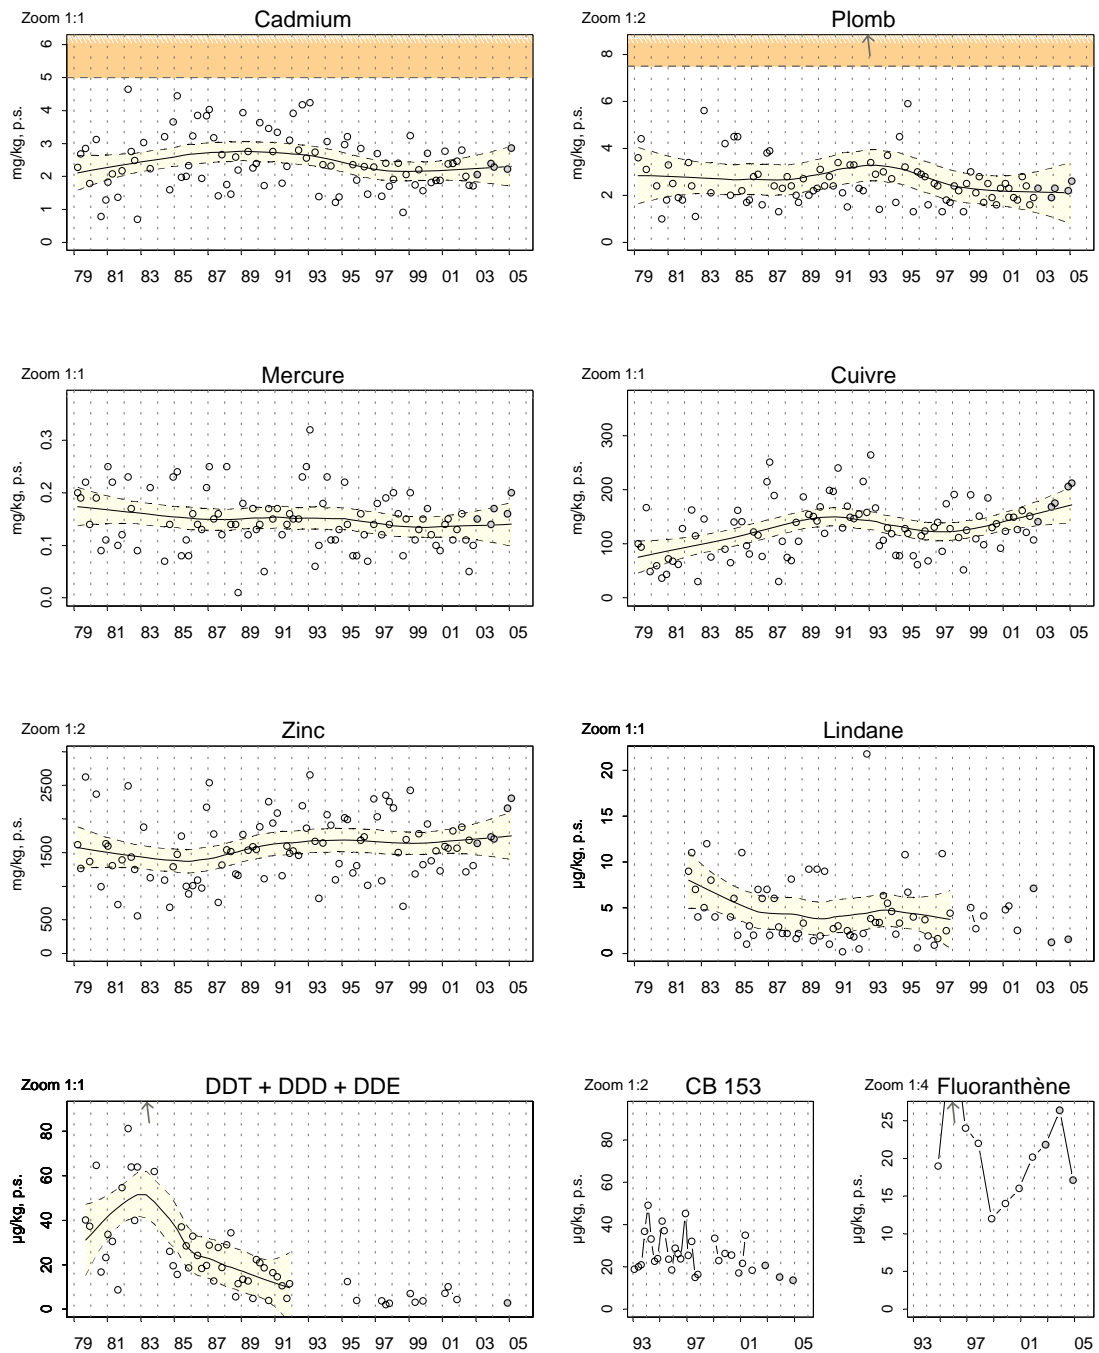 Zoom 1:1 Cadmium
mg/kg, p.s.
6
5
4
3
2
1
0
79 81 83 85 87 89 91 93 95 97 99 01 03 05
Zoom 1:2 Plomb
mg/kg, p.s.
8
6
4
2
0
79 81 83 85 87 89 91 93 95 97 99 01 03 05
Zoom 1:1 Mercure
mg/kg, p.s.
0.3
0.2
0.1
0.0
79 81 83 85 87 89 91 93 95 97 99 01 03 05
Zoom 1:1 Cuivre
mg/kg, p.s.
300
200
100
0
79 81 83 85 87 89 91 93 95 97 99 01 03 05
Zoom 1:2 Zinc
mg/kg, p.s.
2500
1500
500
0
79 81 83 85 87 89 91 93 95 97 99 01 03 05
Zoom 1:1 Lindane
µg/kg, p.s.
20
15
10
5
0
79 81 83 85 87 89 91 93 95 97 99 01 03 05
Zoom 1:1 DDT + DDD + DDE
µg/kg, p.s.
80
60
40
20
0
79 81 83 85 87 89 91 93 95 97 99 01 03 05
Zoom 1:2 CB 153
µg/kg, p.s.
80
60
40
20
0
93 97 01 05
Zoom 1:4 Fluoranthène
µg/kg, p.s.
25
20
15
10
5
0
93 97 01 05